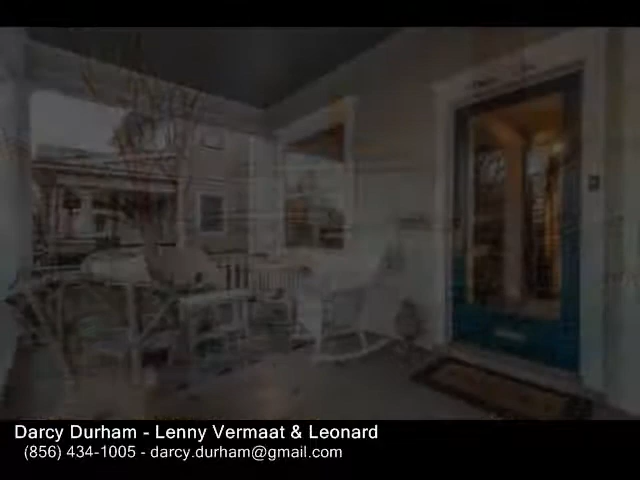 Darcy Durham - Lenny Vermaat & Leonard
(856) 434-1005 - darcy.durham@gmail.com